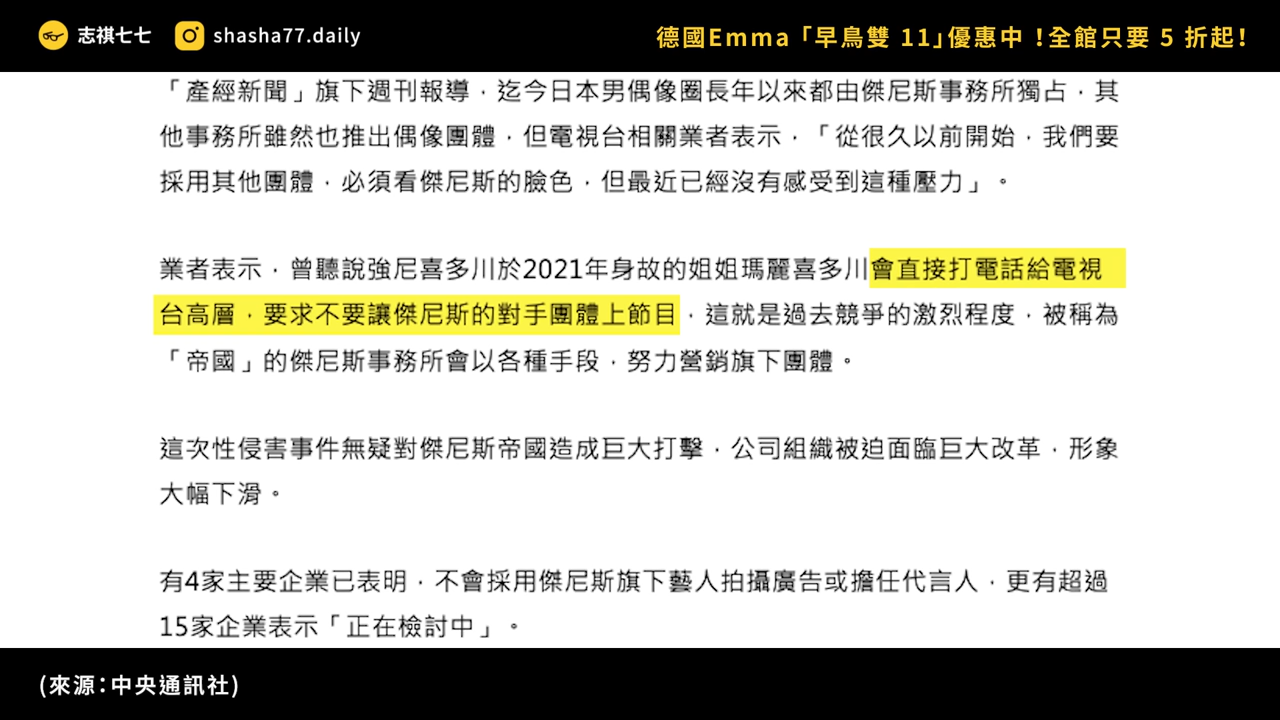 志祺七七 shasha77.daily 德國Emma「早鳥雙 11」優惠中！全館只要 5 折起！
「產經新聞」旗下週刊報導，迄今日本男偶像圈長年以來都由傑尼斯事務所獨占，其
他事務所雖然也推出偶像團體，但電視台相關業者表示，「從很久以前開始，我們要
採用其他團體，必須看傑尼斯的臉色，但最近已經沒有感受到這種壓力」。
業者表示，曾聽說強尼喜多川於2021年身故的姐姐瑪麗喜多川會直接打電話給電視
台高層，要求不要讓傑尼斯的對手團體上節目，這就是過去競爭的激烈程度，被稱為
「帝國」的傑尼斯事務所會以各種手段，努力營銷旗下團體。
這次性侵害事件無疑對傑尼斯帝國造成巨大打擊，公司組織被迫面臨巨大改革，形象
大幅下滑。
有4家主要企業已表明，不會採用傑尼斯旗下藝人拍攝廣告或擔任代言人，更有超過
15家企業表示「正在檢討中」。
(來源：中央通訊社)